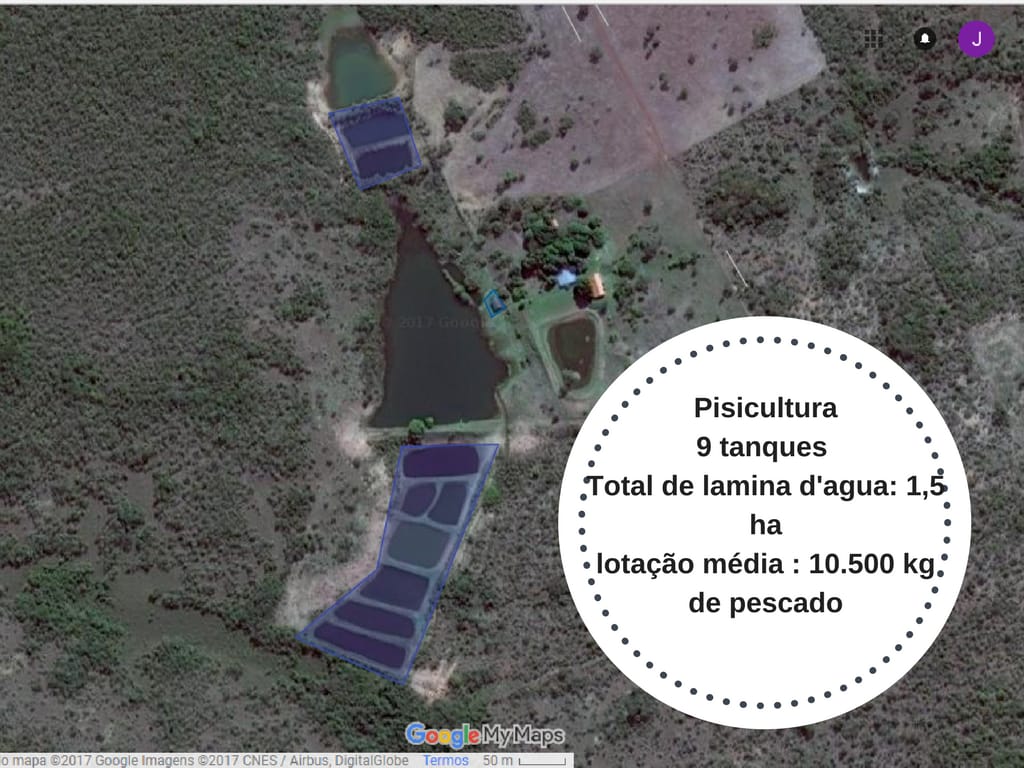 J
2017 Google
Pisicultura
9 tanques
Total de lamina d'agua: 1,5
ha
lotação média : 10.500 kg
de pescado
Google My Maps
o mapa ©2017 Google Imagens ©2017 CNES / Airbus, DigitalGlobe Termos 50 m